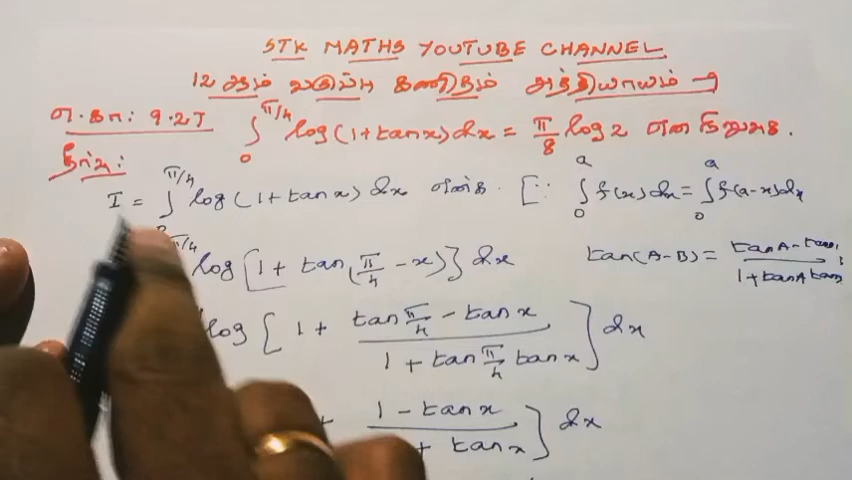 STK MATHS YOUTUBE CHANNEL
12 ஆம் வகுப்பு கணிதம் அத்தியாயம் - 9
எ.கா: 9.27 ∫₀^{π/4} log(1+tanx)dx = π/8 log2 என நிறுவுக.
தீர்வு:
I = ∫₀^{π/4} log(1+tanx)dx என்க. [∵ ∫₀^a f(x)dx = ∫₀^a f(a-x)dx
π/4 log[1+tan(π/4 - x)]dx tan(A-B) = tanA-tan / 1+tanA tan
log[1 + (tan π/4 - tanx)/(1+tan π/4 tanx)]dx
+ (1-tanx)/(+ tanx)]dx